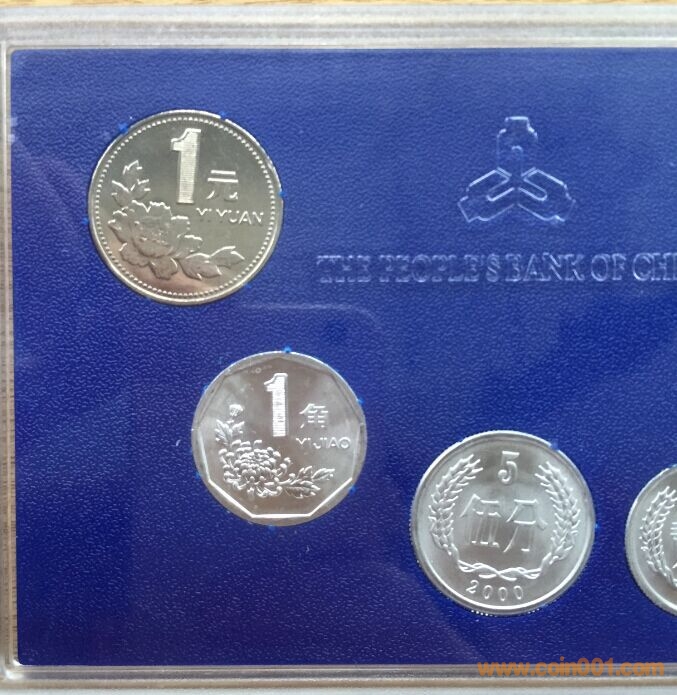 1元
YI YUAN
THE PEOPLE'S BANK OF CHI
1角
YI JIAO
5
伍分
2000
www.coin001.com